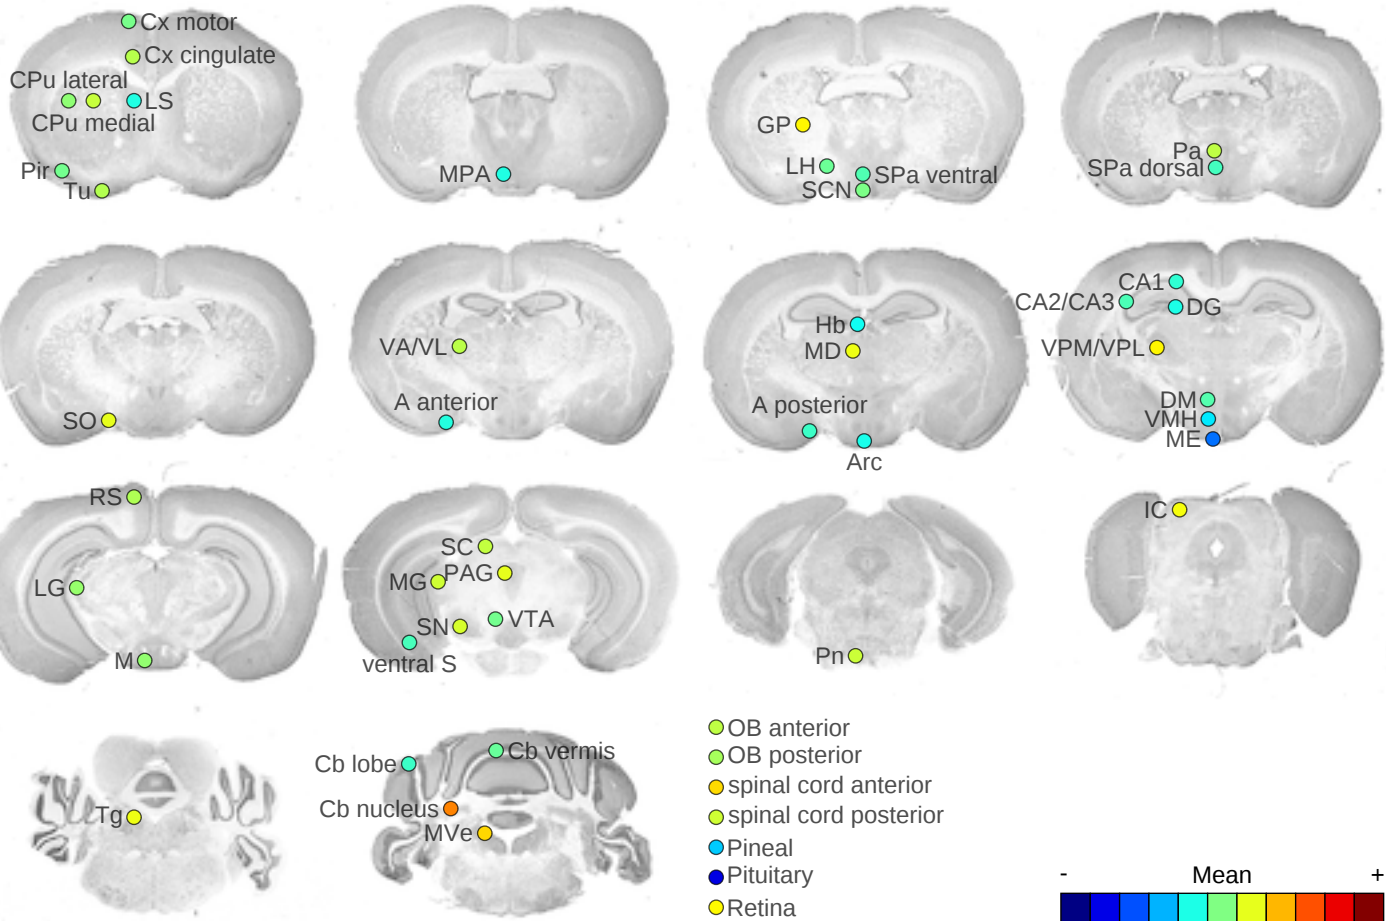 Cx motor
Cx cingulate
CPu lateral
LS
CPu medial
Pir
Tu
MPA
GP
LH
SPa ventral
SCN
Pa
SPa dorsal
SO
VA/VL
A anterior
Hb
MD
A posterior
Arc
CA1
CA2/CA3
DG
VPM/VPL
DM
VMH
ME
RS
LG
M
SC
PAG
MG
VTA
SN
ventral S
Pn
IC
Tg
Cb vermis
Cb lobe
Cb nucleus
MVe
OB anterior
OB posterior
spinal cord anterior
spinal cord posterior
Pineal
Pituitary
Retina
- Mean +